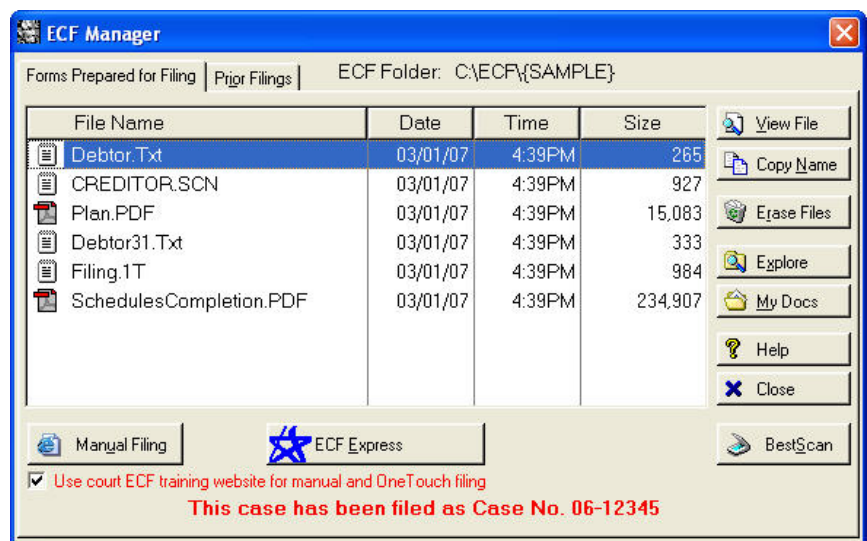 ECF Manager
Forms Prepared for Filing Prior Filings ECF Folder: C:\ECF\{SAMPLE}
File Name Date Time Size
Debtor.Txt 03/01/07 4:39PM 265
CREDITOR.SCN 03/01/07 4:39PM 927
Plan.PDF 03/01/07 4:39PM 15,083
Debtor31.Txt 03/01/07 4:39PM 333
Filing.1T 03/01/07 4:39PM 984
SchedulesCompletion.PDF 03/01/07 4:39PM 234,907
View File
Copy Name
Erase Files
Explore
My Docs
Help
Close
Manual Filing ECF Express BestScan
Use court ECF training website for manual and OneTouch filing
This case has been filed as Case No. 06-12345